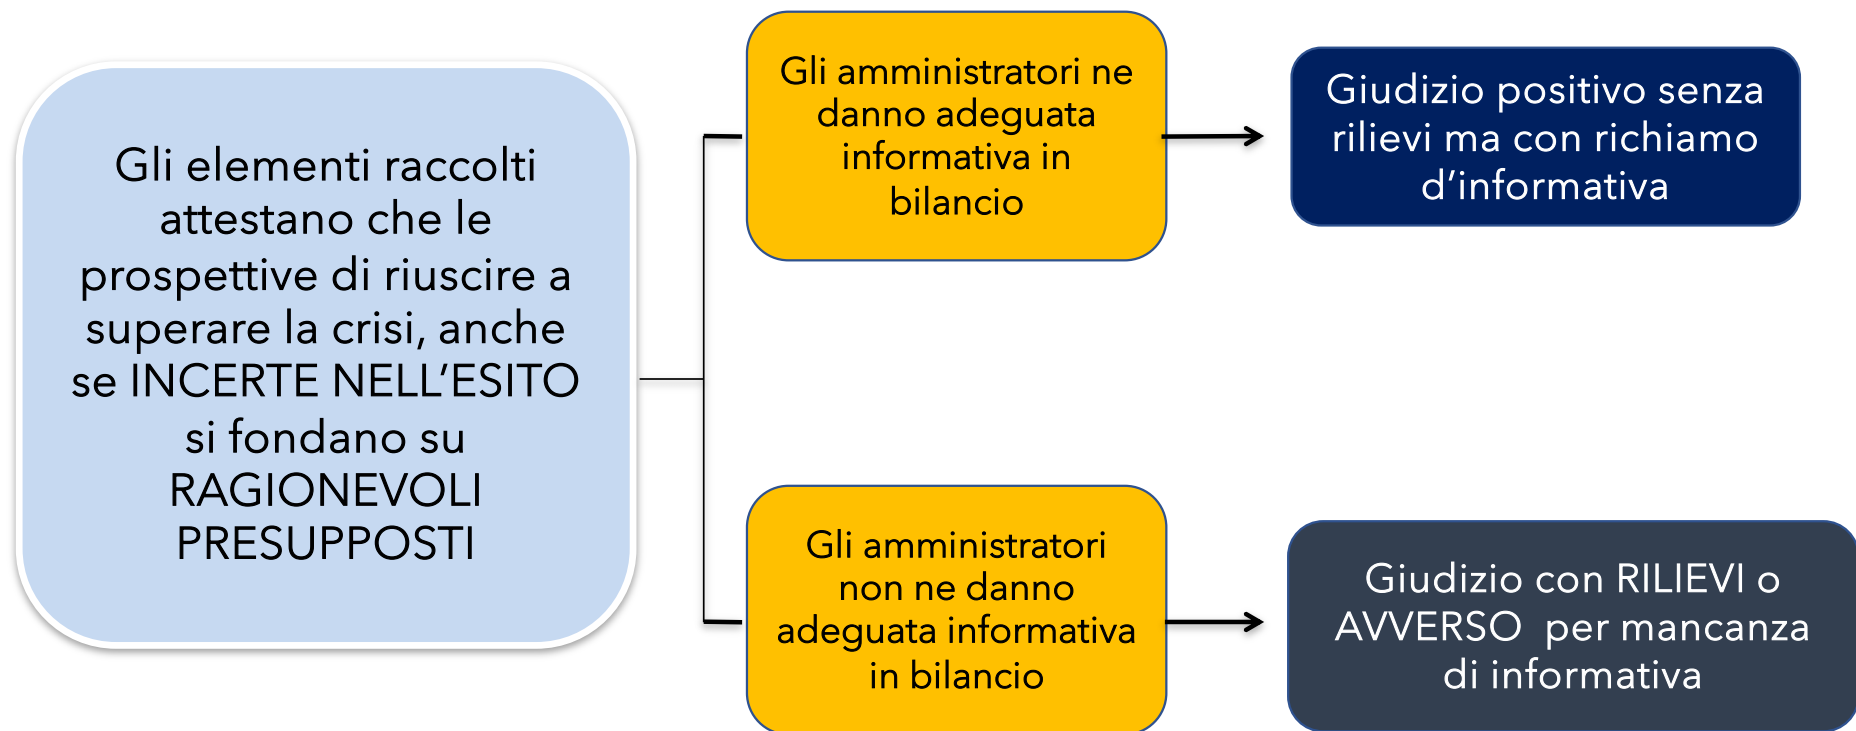 Gli elementi raccolti
attestano che le
prospettive di riuscire a
superare la crisi, anche
se INCERTE NELL’ESITO
si fondano su
RAGIONEVOLI
PRESUPPOSTI
Gli amministratori ne
danno adeguata
informativa in
bilancio
Giudizio positivo senza
rilievi ma con richiamo
d’informativa
Gli amministratori
non ne danno
adeguata informativa
in bilancio
Giudizio con RILIEVI o
AVVERSO  per mancanza
di informativa